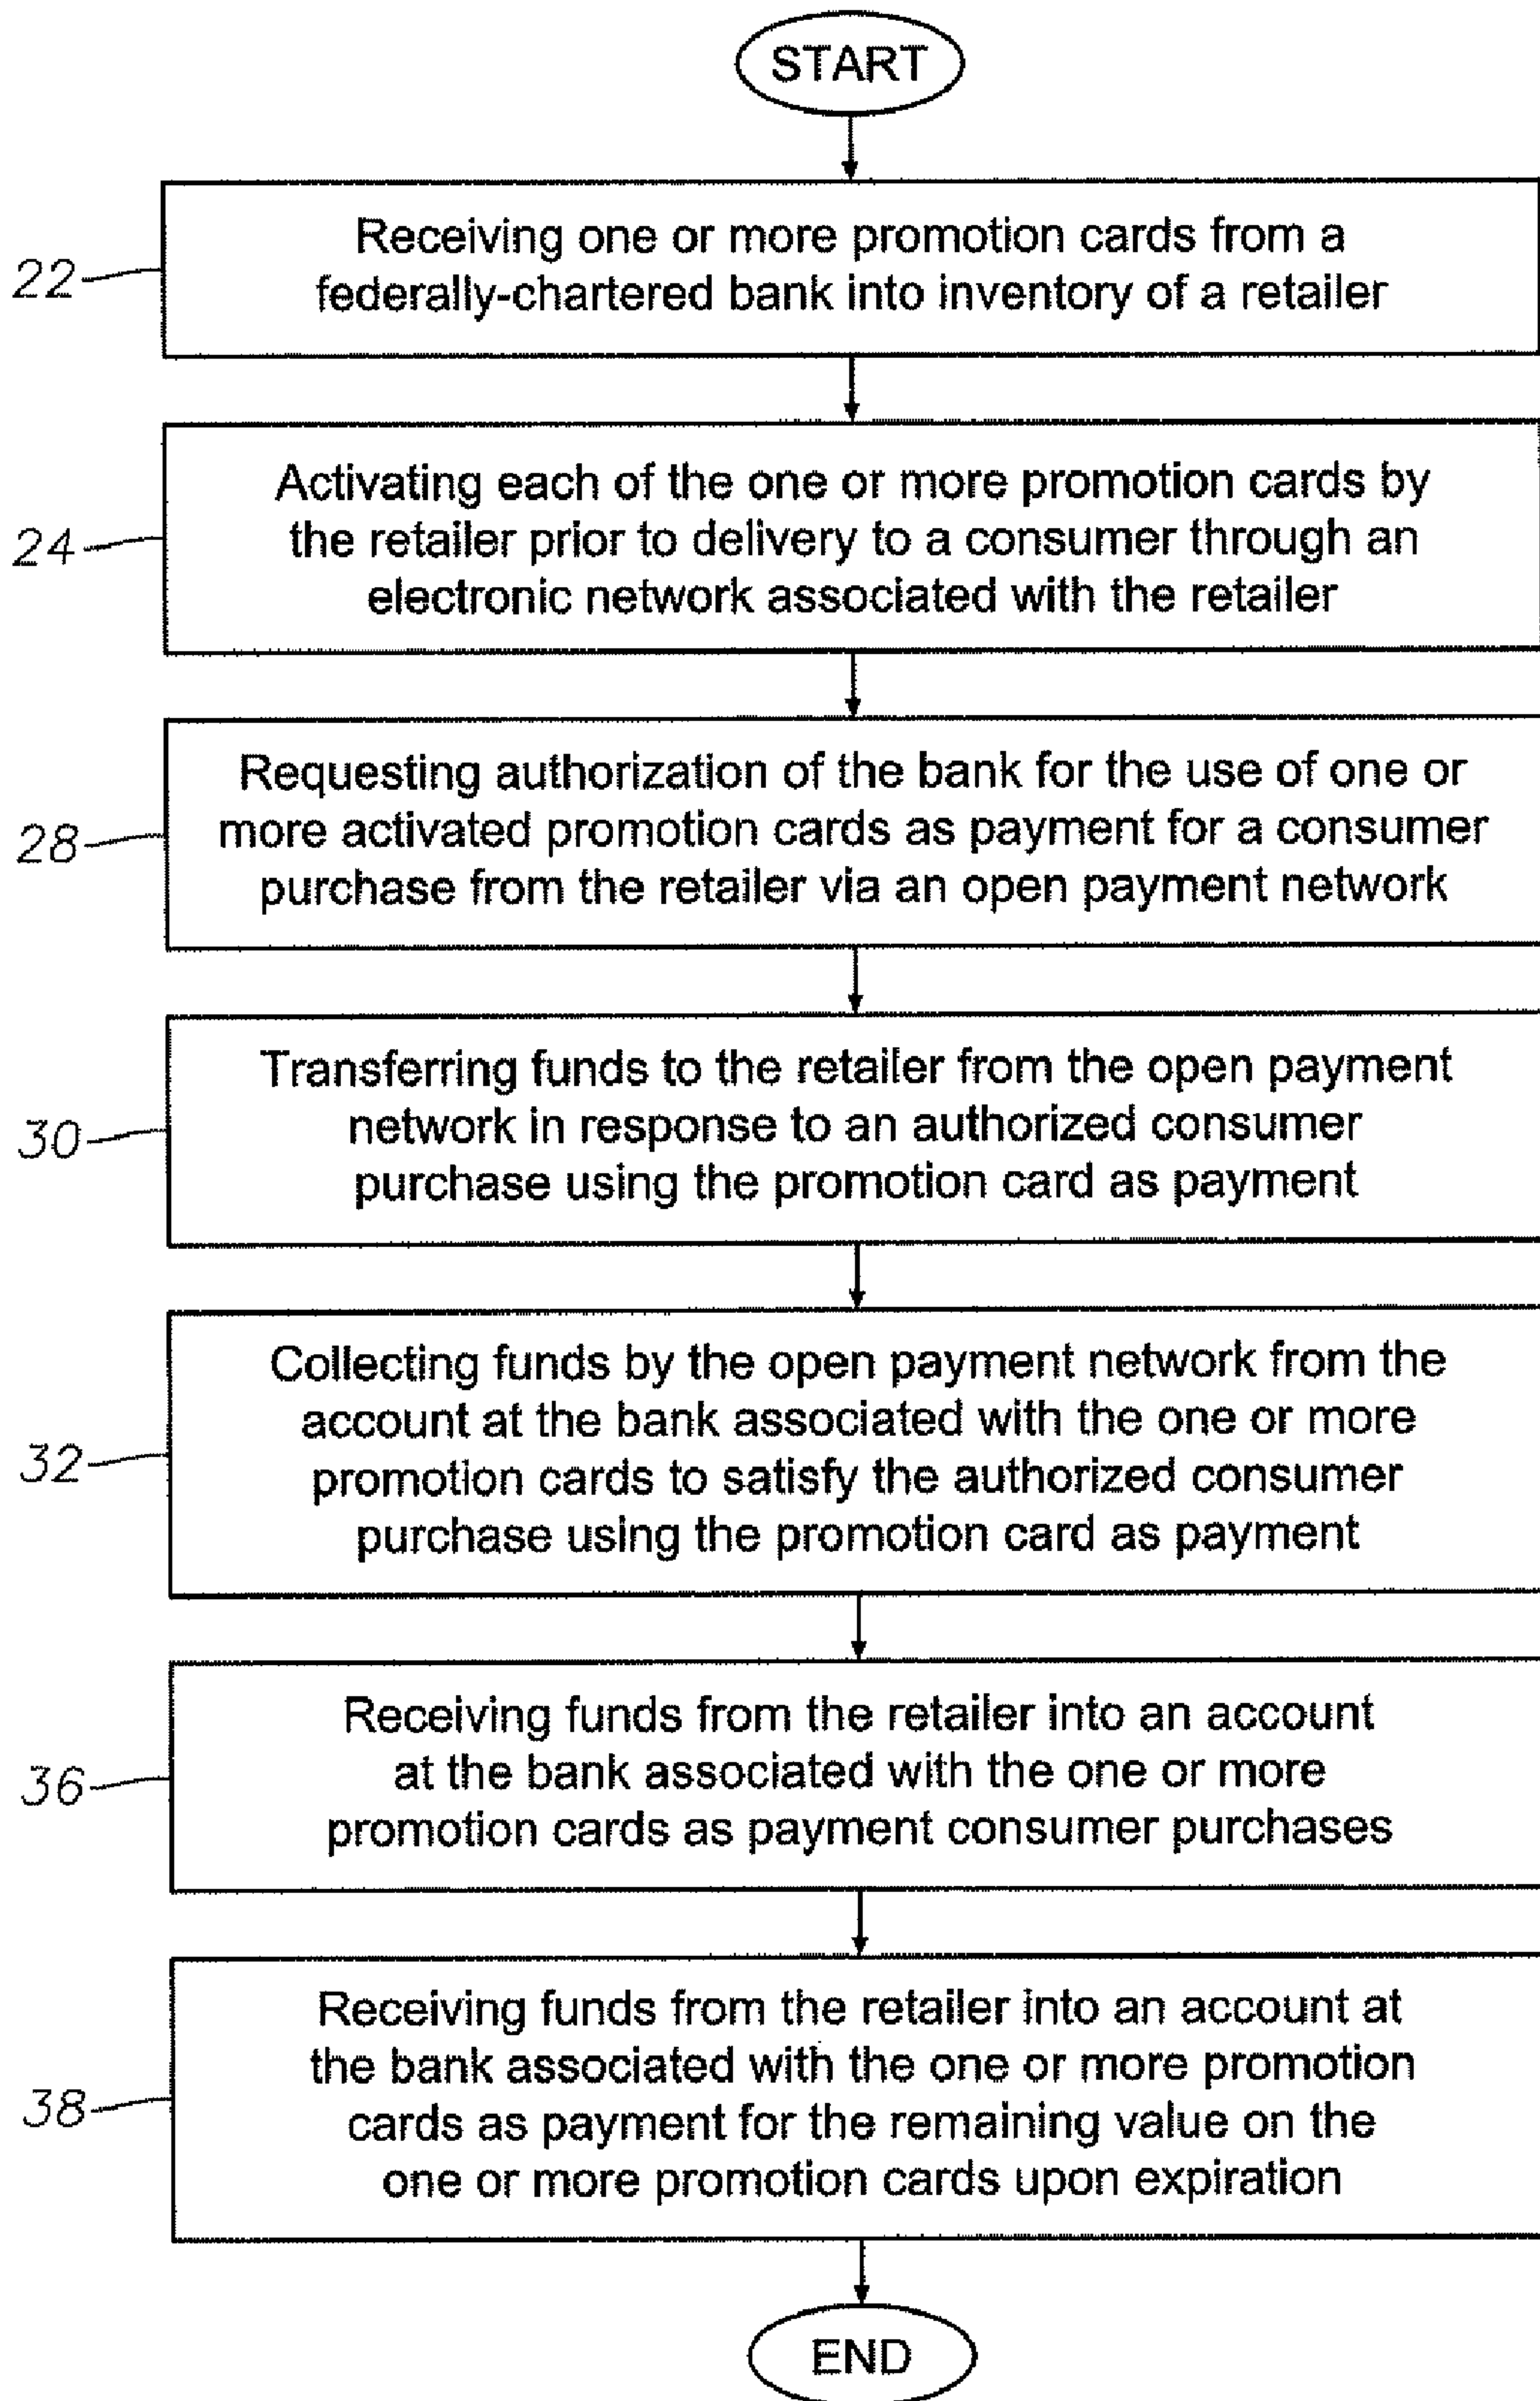 START
22
Receiving one or more promotion cards from a
federally-chartered bank into inventory of a retailer
24
Activating each of the one or more promotion cards by
the retailer prior to delivery to a consumer through an
electronic network associated with the retailer
28
Requesting authorization of the bank for the use of one or
more activated promotion cards as payment for a consumer
purchase from the retailer via an open payment network
30
Transferring funds to the retailer from the open payment
network in response to an authorized consumer
purchase using the promotion card as payment
32
Collecting funds by the open payment network from the
account at the bank associated with the one or more
promotion cards to satisfy the authorized consumer
purchase using the promotion card as payment
36
Receiving funds from the retailer into an account
at the bank associated with the one or more
promotion cards as payment consumer purchases
38
Receiving funds from the retailer into an account at
the bank associated with the one or more promotion
cards as payment for the remaining value on the
one or more promotion cards upon expiration
END